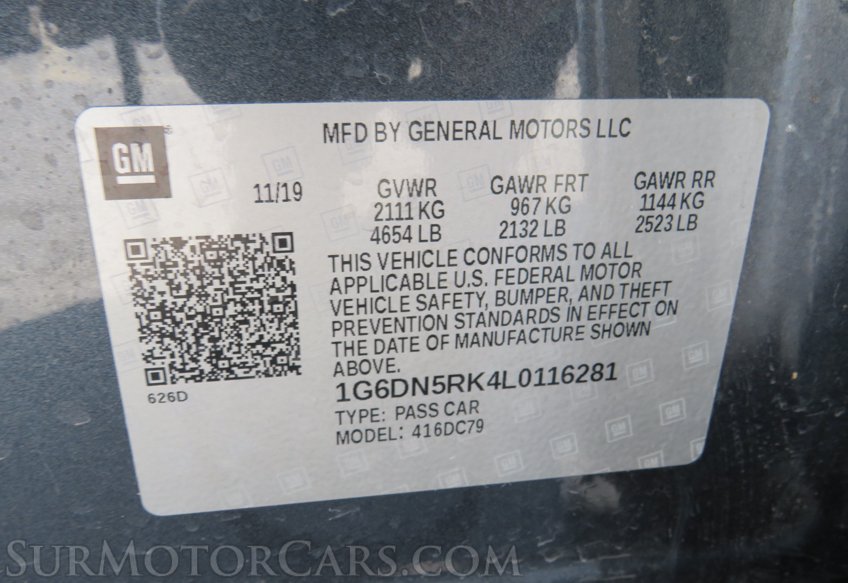 GM
MFD BY GENERAL MOTORS LLC
11/19
GVWR
2111 KG
4654 LB
GAWR FRT
967 KG
2132 LB
GAWR RR
1144 KG
2523 LB
THIS VEHICLE CONFORMS TO ALL
APPLICABLE U.S. FEDERAL MOTOR
VEHICLE SAFETY, BUMPER, AND THEFT
PREVENTION STANDARDS IN EFFECT ON
THE DATE OF MANUFACTURE SHOWN
ABOVE.
626D
1G6DN5RK4L0116281
TYPE: PASS CAR
MODEL: 416DC79
SurMotorCars.com